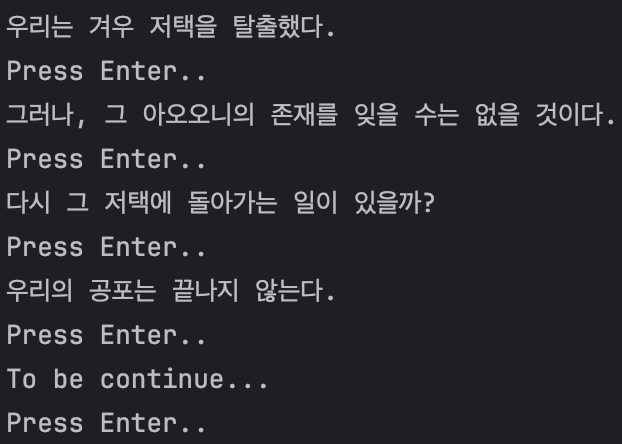 우리는 겨우 저택을 탈출했다.
Press Enter..
그러나, 그 아오오니의 존재를 잊을 수는 없을 것이다.
Press Enter..
다시 그 저택에 돌아가는 일이 있을까?
Press Enter..
우리의 공포는 끝나지 않는다.
Press Enter..
To be continue...
Press Enter..